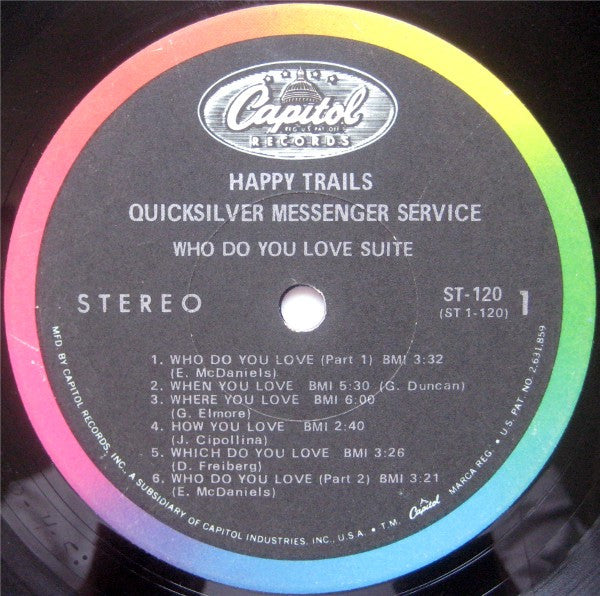 Capitol
REG. U.S. PAT. OFF.
RECORDS
HAPPY TRAILS
QUICKSILVER MESSENGER SERVICE
WHO DO YOU LOVE SUITE
STEREO
ST-120 1
(ST 1-120)
1. WHO DO YOU LOVE (Part 1) BMI 3:32
(E. McDaniels)
2. WHEN YOU LOVE BMI 5:30 (G. Duncan)
3. WHERE YOU LOVE BMI 6:00
(G. Elmore)
4. HOW YOU LOVE BMI 2:40
(J. Cipollina)
5. WHICH DO YOU LOVE BMI 3:26
(D. Freiberg)
6. WHO DO YOU LOVE (Part 2) BMI 3:21
(E. McDaniels)
MFD. BY CAPITOL RECORDS, INC., A SUBSIDIARY OF CAPITOL INDUSTRIES, INC., U.S.A. • T.M. Capitol MARCA REG. • U.S. PAT. NO. 2,631,859